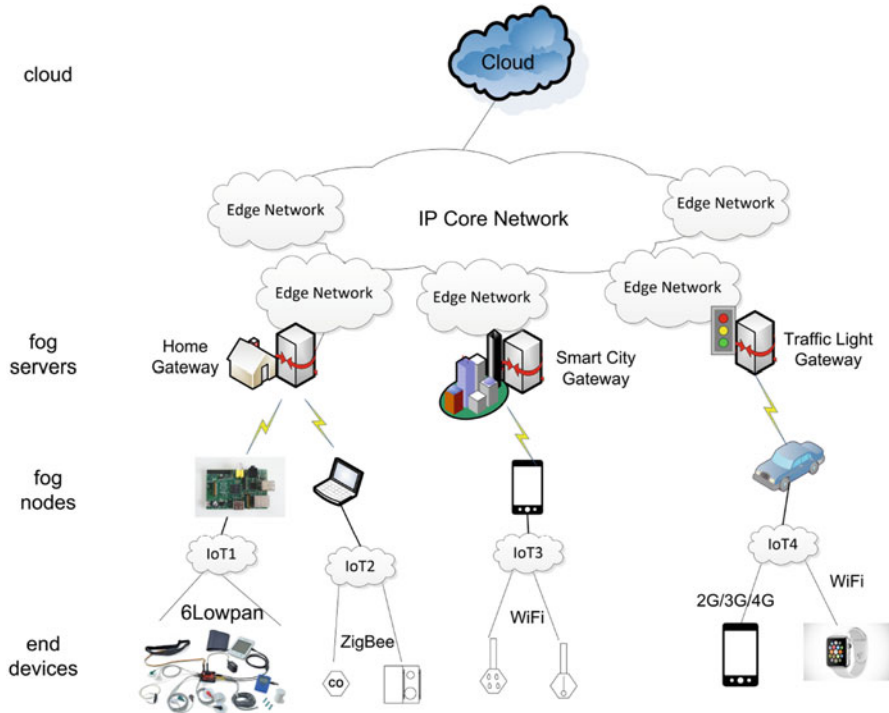 cloud
Cloud
Edge Network
Edge Network
IP Core Network
Edge Network
Edge Network
Edge Network
fog
servers
Home
Gateway
Smart City
Gateway
Traffic Light
Gateway
fog
nodes
IoT1
IoT2
IoT3
IoT4
end
devices
6Lowpan
ZigBee
WiFi
2G/3G/4G
WiFi
CO